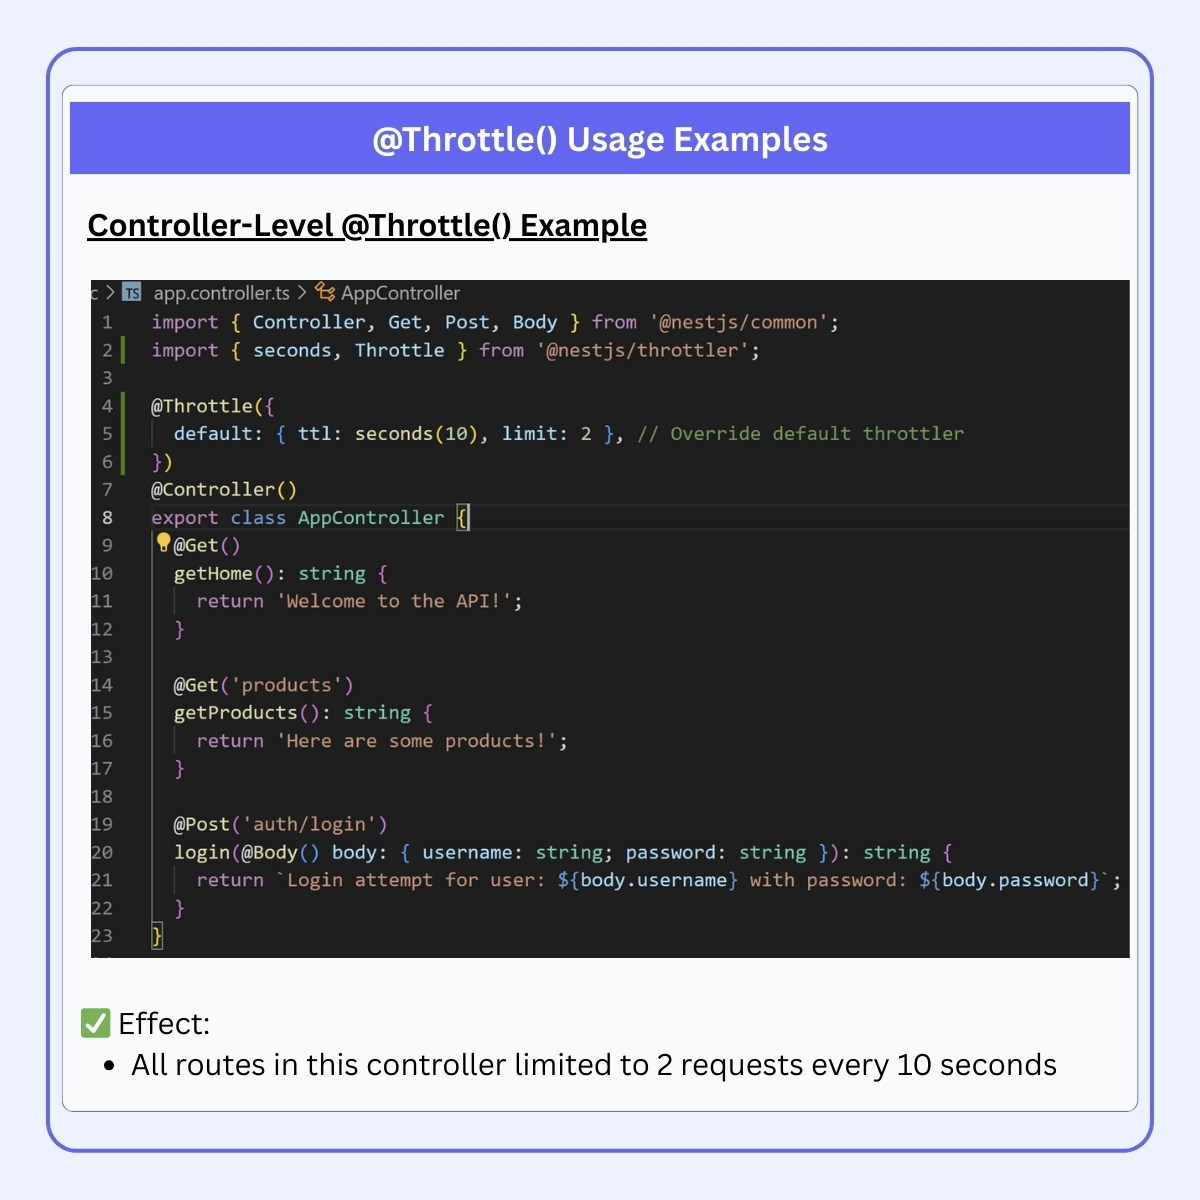 @Throttle() Usage Examples
Controller-Level @Throttle() Example
c > TS app.controller.ts > AppController
1 import { Controller, Get, Post, Body } from '@nestjs/common';
2 import { seconds, Throttle } from '@nestjs/throttler';
3
4 @Throttle({
5   default: { ttl: seconds(10), limit: 2 }, // Override default throttler
6 })
7 @Controller()
8 export class AppController {
9   @Get()
10   getHome(): string {
11     return 'Welcome to the API!';
12   }
13
14   @Get('products')
15   getProducts(): string {
16     return 'Here are some products!';
17   }
18
19   @Post('auth/login')
20   login(@Body() body: { username: string; password: string }): string {
21     return `Login attempt for user: ${body.username} with password: ${body.password}`;
22   }
23 }
✅ Effect:
• All routes in this controller limited to 2 requests every 10 seconds